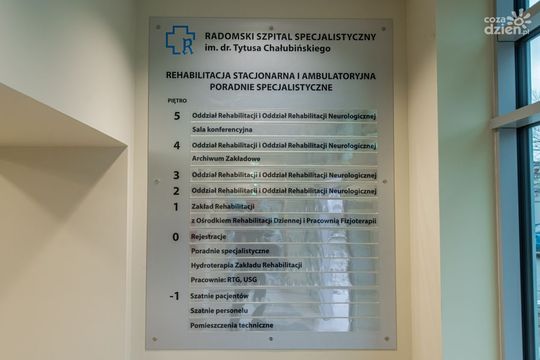 cozadzien.pl
R
RADOMSKI SZPITAL SPECJALISTYCZNY
im. dr. Tytusa Chałubińskiego
REHABILITACJA STACJONARNA I AMBULATORYJNA
PORADNIE SPECJALISTYCZNE
PIĘTRO
5 Oddział Rehabilitacji i Oddział Rehabilitacji Neurologicznej
Sala konferencyjna
4 Oddział Rehabilitacji i Oddział Rehabilitacji Neurologicznej
Archiwum Zakładowe
3 Oddział Rehabilitacji i Oddział Rehabilitacji Neurologicznej
2 Oddział Rehabilitacji i Oddział Rehabilitacji Neurologicznej
1 Zakład Rehabilitacji
z Ośrodkiem Rehabilitacji Dziennej i Pracownią Fizjoterapii
0 Rejestracje
Poradnie specjalistyczne
Hydroterapia Zakładu Rehabilitacji
Pracownie: RTG, USG
-1 Szatnie pacjentów
Szatnie personelu
Pomieszczenia techniczne